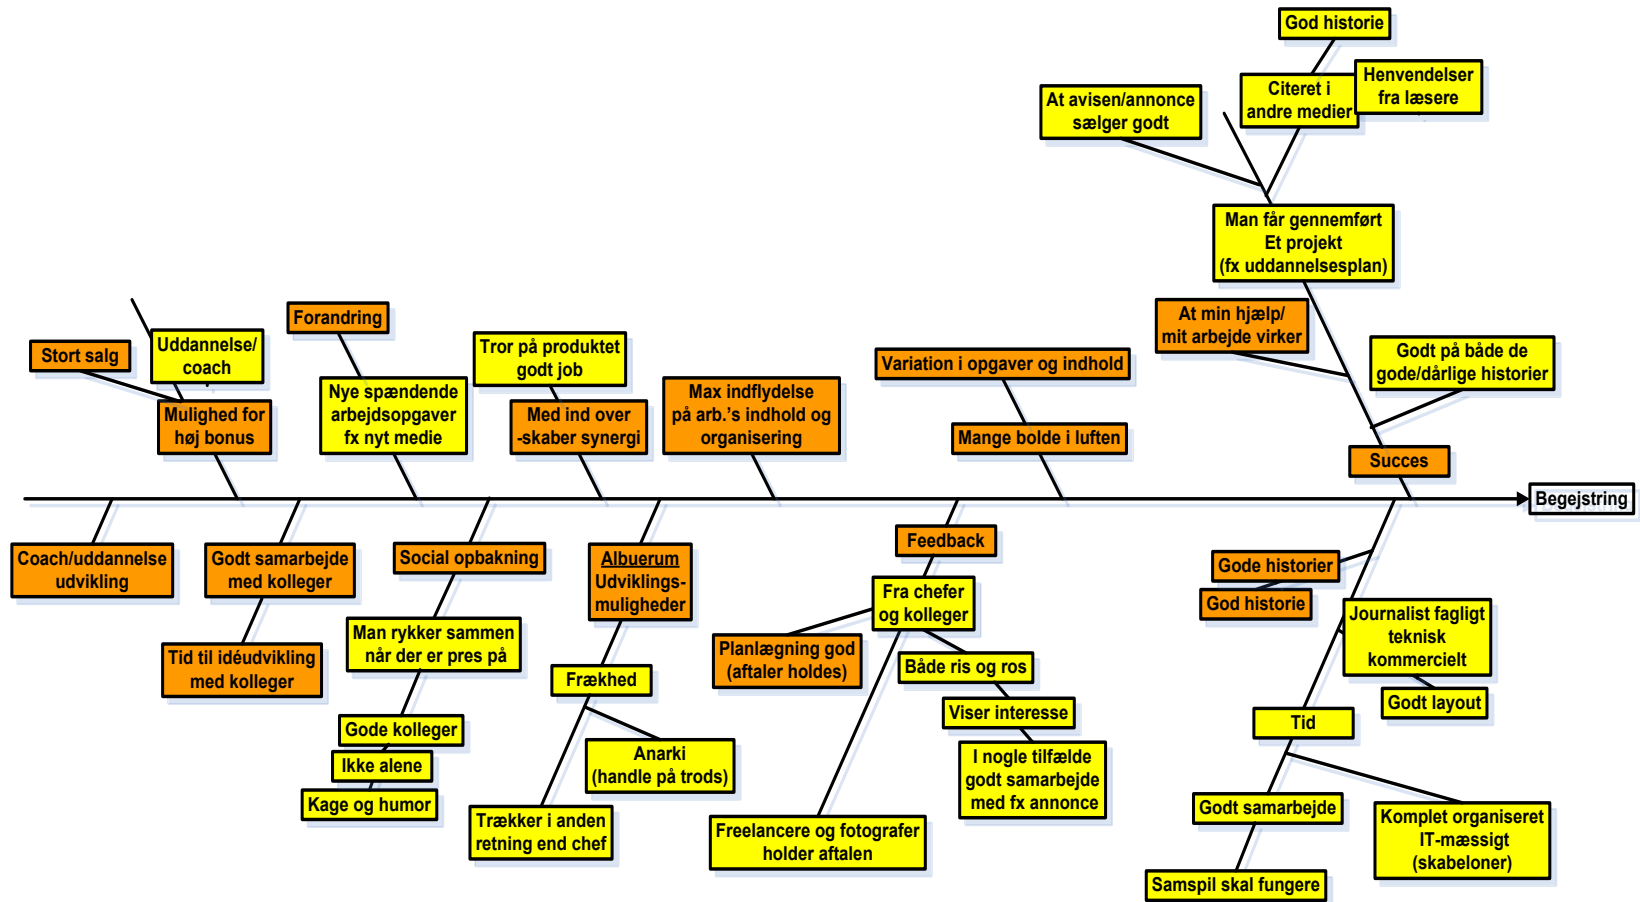 God historie
Citeret i
andre medier
Henvendelser
fra læsere
At avisen/annonce
sælger godt
Man får gennemført
Et projekt
(fx uddannelsesplan)
At min hjælp/
mit arbejde virker
Godt på både de
gode/dårlige historier
Succes
Forandring
Stort salg
Uddannelse/
coach
Mulighed for
høj bonus
Nye spændende
arbejdsopgaver
fx nyt medie
Tror på produktet
godt job
Med ind over
-skaber synergi
Max indflydelse
på arb.'s indhold og
organisering
Variation i opgaver og indhold
Mange bolde i luften
Begejstring
Coach/uddannelse
udvikling
Godt samarbejde
med kolleger
Tid til idéudvikling
med kolleger
Social opbakning
Man rykker sammen
når der er pres på
Gode kolleger
Ikke alene
Kage og humor
Albuerum
Udviklings-
muligheder
Frækhed
Anarki
(handle på trods)
Trækker i anden
retning end chef
Feedback
Fra chefer
og kolleger
Planlægning god
(aftaler holdes)
Både ris og ros
Viser interesse
I nogle tilfælde
godt samarbejde
med fx annonce
Freelancere og fotografer
holder aftalen
Gode historier
God historie
Journalist fagligt
teknisk
kommercielt
Godt layout
Tid
Godt samarbejde
Komplet organiseret
IT-mæssigt
(skabeloner)
Samspil skal fungere